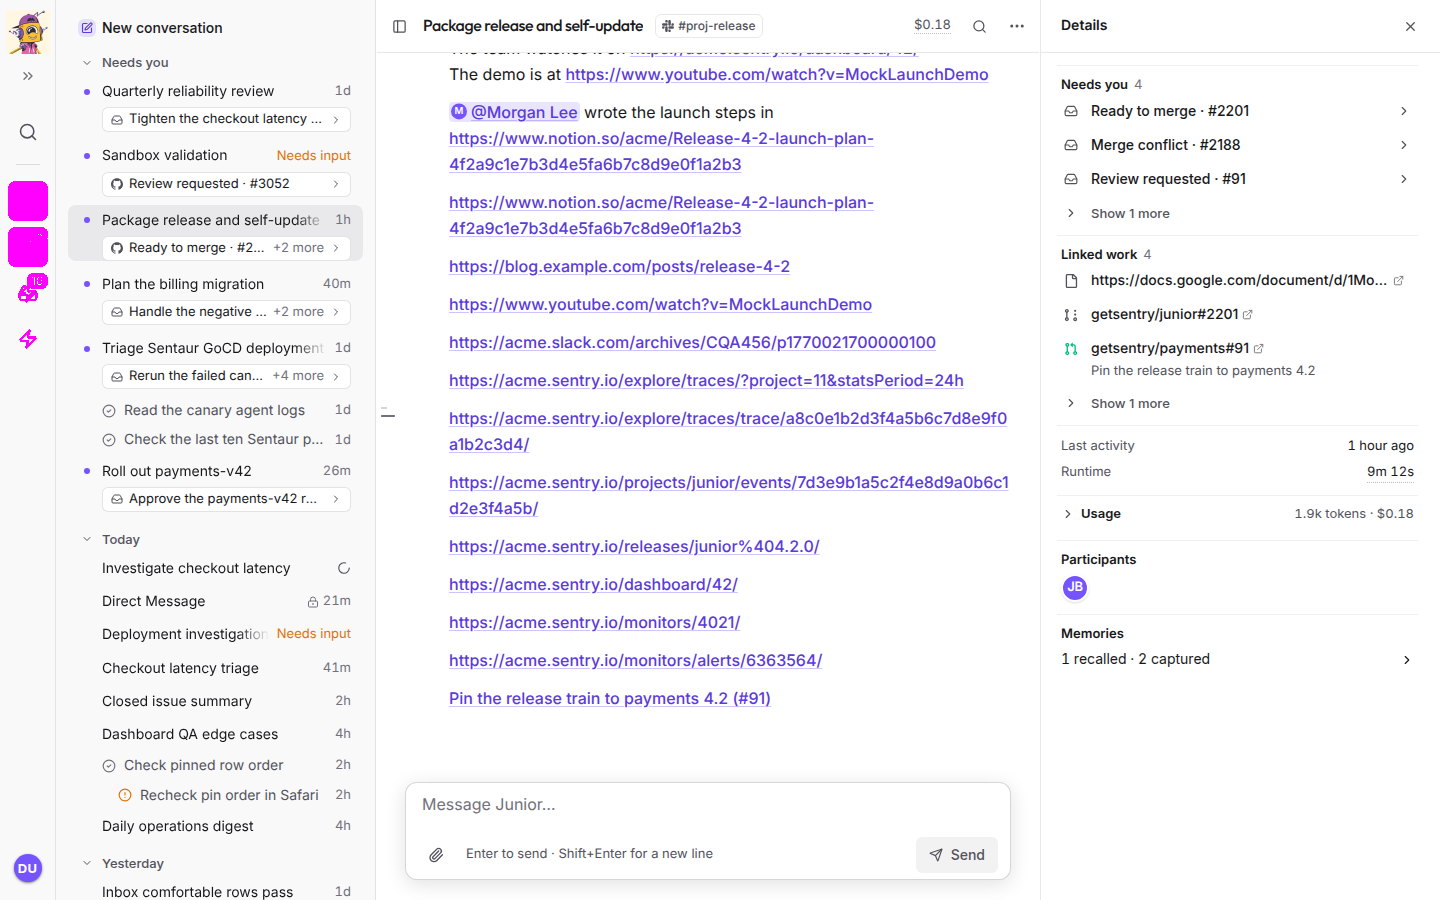 New conversation
Needs you
Quarterly reliability review 1d
Tighten the checkout latency ...
Sandbox validation Needs input
Review requested · #3052
Package release and self-update 1h
Ready to merge · #2... +2 more
Plan the billing migration 40m
Handle the negative ... +2 more
Triage Sentaur GoCD deployment 1d
Rerun the failed can... +4 more
Read the canary agent logs 1d
Check the last ten Sentaur p... 1d
Roll out payments-v42 26m
Approve the payments-v42 r...
Today
Investigate checkout latency
Direct Message 21m
Deployment investigation Needs input
Checkout latency triage 41m
Closed issue summary 2h
Dashboard QA edge cases 4h
Check pinned row order 2h
Recheck pin order in Safari 2h
Daily operations digest 4h
Yesterday
Inbox comfortable rows pass 1d
DU
Package release and self-update #proj-release $0.18
The demo is at https://www.youtube.com/watch?v=MockLaunchDemo
M @Morgan Lee wrote the launch steps in
https://www.notion.so/acme/Release-4-2-launch-plan-
4f2a9c1e7b3d4e5fa6b7c8d9e0f1a2b3
https://www.notion.so/acme/Release-4-2-launch-plan-
4f2a9c1e7b3d4e5fa6b7c8d9e0f1a2b3
https://blog.example.com/posts/release-4-2
https://www.youtube.com/watch?v=MockLaunchDemo
https://acme.slack.com/archives/CQA456/p1770021700000100
https://acme.sentry.io/explore/traces/?project=11&statsPeriod=24h
https://acme.sentry.io/explore/traces/trace/a8c0e1b2d3f4a5b6c7d8e9f0
a1b2c3d4/
https://acme.sentry.io/projects/junior/events/7d3e9b1a5c2f4e8d9a0b6c1
d2e3f4a5b/
https://acme.sentry.io/releases/junior%404.2.0/
https://acme.sentry.io/dashboard/42/
https://acme.sentry.io/monitors/4021/
https://acme.sentry.io/monitors/alerts/6363564/
Pin the release train to payments 4.2 (#91)
Message Junior...
Enter to send · Shift+Enter for a new line
Send
Details
Needs you 4
Ready to merge · #2201
Merge conflict · #2188
Review requested · #91
Show 1 more
Linked work 4
https://docs.google.com/document/d/1Mo...
getsentry/junior#2201
getsentry/payments#91
Pin the release train to payments 4.2
Show 1 more
Last activity 1 hour ago
Runtime 9m 12s
Usage 1.9k tokens · $0.18
Participants
JB
Memories
1 recalled · 2 captured